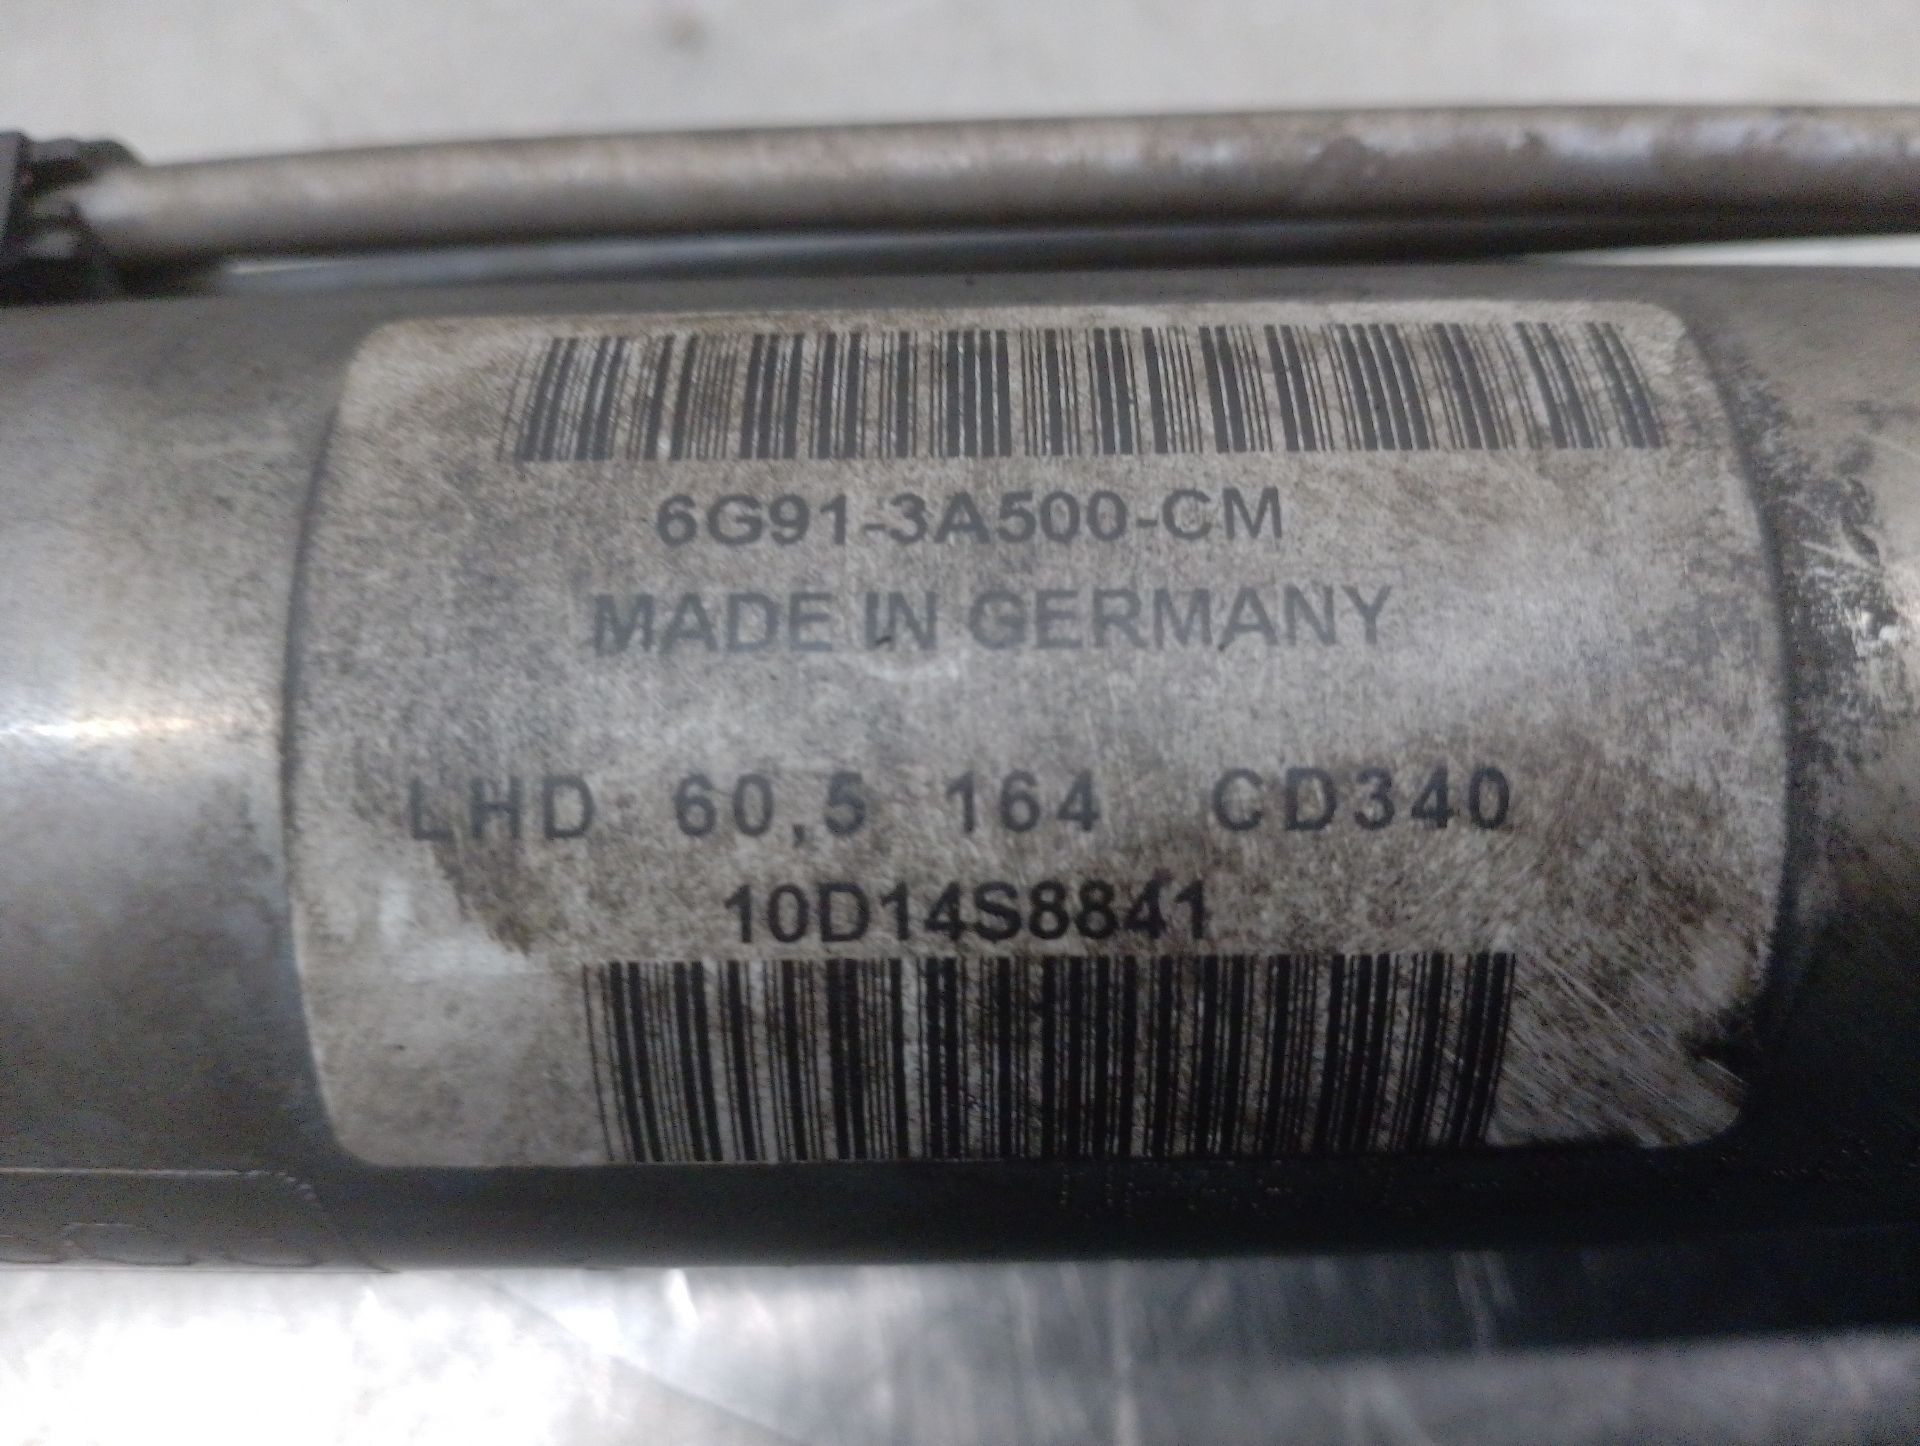 6G91-3A500-CM
MADE IN GERMANY
LHD 60,5 164 CD340
10D14S8841